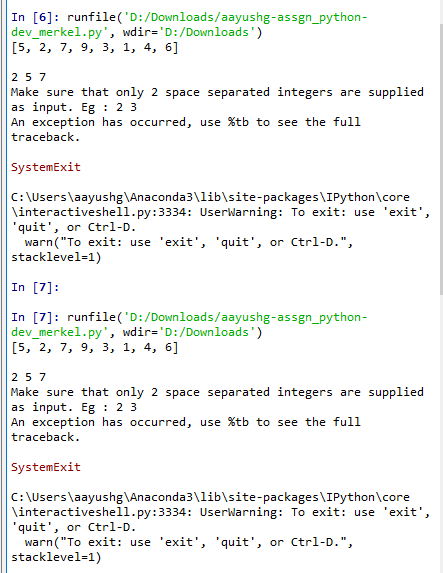 In [6]: runfile('D:/Downloads/aayushg-assgn_python-
dev_merkel.py', wdir='D:/Downloads')
[5, 2, 7, 9, 3, 1, 4, 6]
2 5 7
Make sure that only 2 space separated integers are supplied
as input. Eg : 2 3
An exception has occurred, use %tb to see the full
traceback.
SystemExit
C:\Users\aayushg\Anaconda3\lib\site-packages\IPython\core
\interactiveshell.py:3334: UserWarning: To exit: use 'exit',
'quit', or Ctrl-D.
  warn("To exit: use 'exit', 'quit', or Ctrl-D.",
stacklevel=1)
In [7]:
In [7]: runfile('D:/Downloads/aayushg-assgn_python-
dev_merkel.py', wdir='D:/Downloads')
[5, 2, 7, 9, 3, 1, 4, 6]
2 5 7
Make sure that only 2 space separated integers are supplied
as input. Eg : 2 3
An exception has occurred, use %tb to see the full
traceback.
SystemExit
C:\Users\aayushg\Anaconda3\lib\site-packages\IPython\core
\interactiveshell.py:3334: UserWarning: To exit: use 'exit',
'quit', or Ctrl-D.
  warn("To exit: use 'exit', 'quit', or Ctrl-D.",
stacklevel=1)